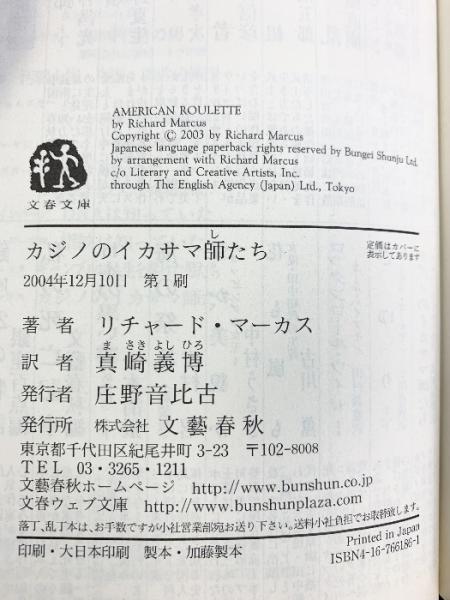 AMERICAN ROULETTE
by Richard Marcus
Copyright © 2003 by Richard Marcus
Japanese language paperback rights reserved by Bungei Shunju Ltd.
by arrangement with Richard Marcus
c/o Literary and Creative Artists, Inc.
through The English Agency (Japan) Ltd., Tokyo
文春文庫
カジノのイカサマ師たち
し
定価はカバーに
表示してあります
2004年12月10日 第1刷
著者 リチャード・マーカス
ま さき よし ひろ
訳者 真崎義博
発行者 庄野音比古
発行所 株式会社 文藝春秋
東京都千代田区紀尾井町3-23 〒102-8008
TEL 03・3265・1211
文藝春秋ホームページ http://www.bunshun.co.jp
文春ウェブ文庫 http://www.bunshunplaza.com
落丁、乱丁本は、お手数ですが小社営業部宛お送り下さい。送料小社負担でお取替致します。
印刷・大日本印刷 製本・加藤製本
Printed in Japan
ISBN4-16-766186-1